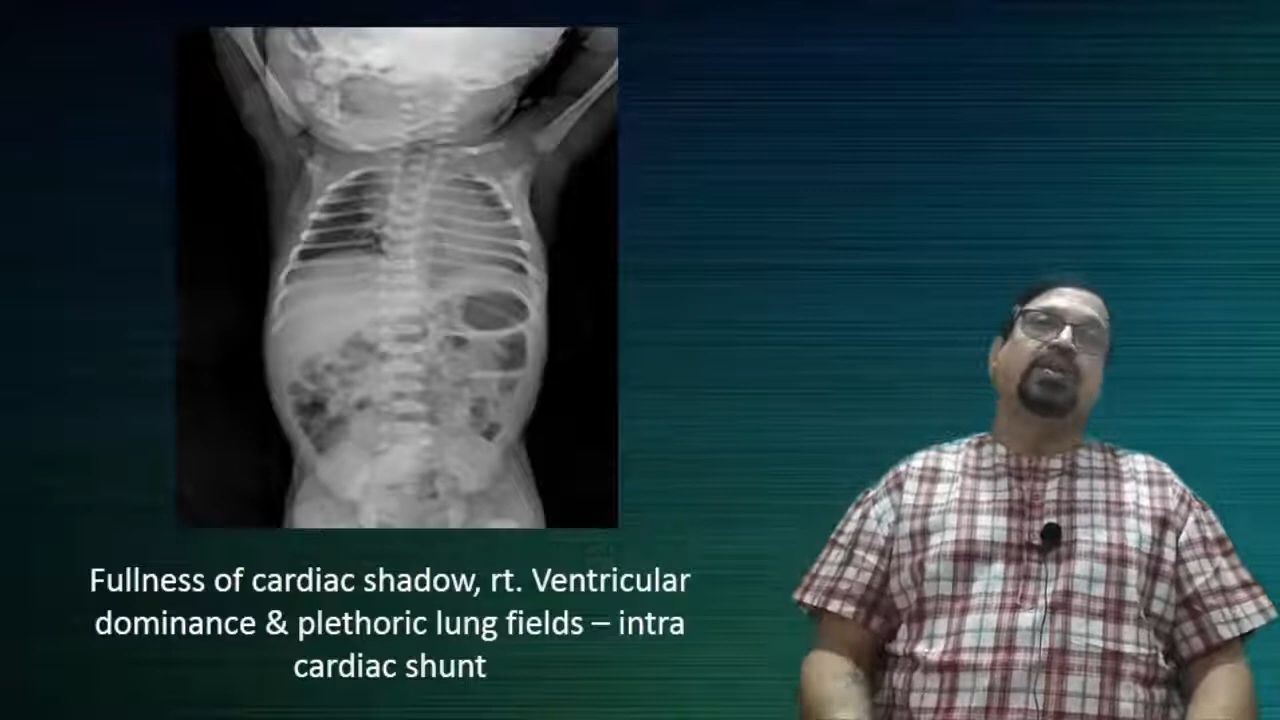 Fullness of cardiac shadow, rt. Ventricular
dominance & plethoric lung fields – intra
cardiac shunt